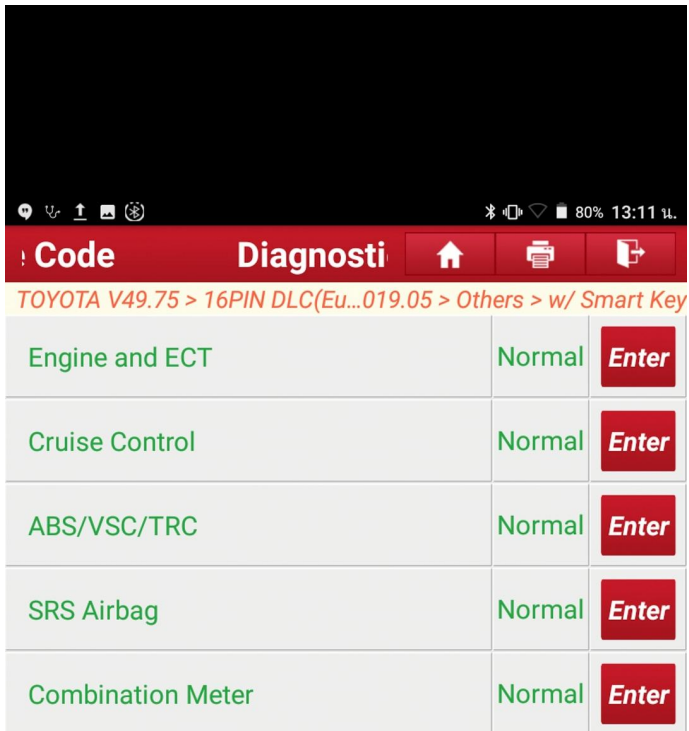 80% 13:11 น.
: Code Diagnosti
TOYOTA V49.75 > 16PIN DLC(Eu...019.05 > Others > w/ Smart Key
Engine and ECT Normal Enter
Cruise Control Normal Enter
ABS/VSC/TRC Normal Enter
SRS Airbag Normal Enter
Combination Meter Normal Enter